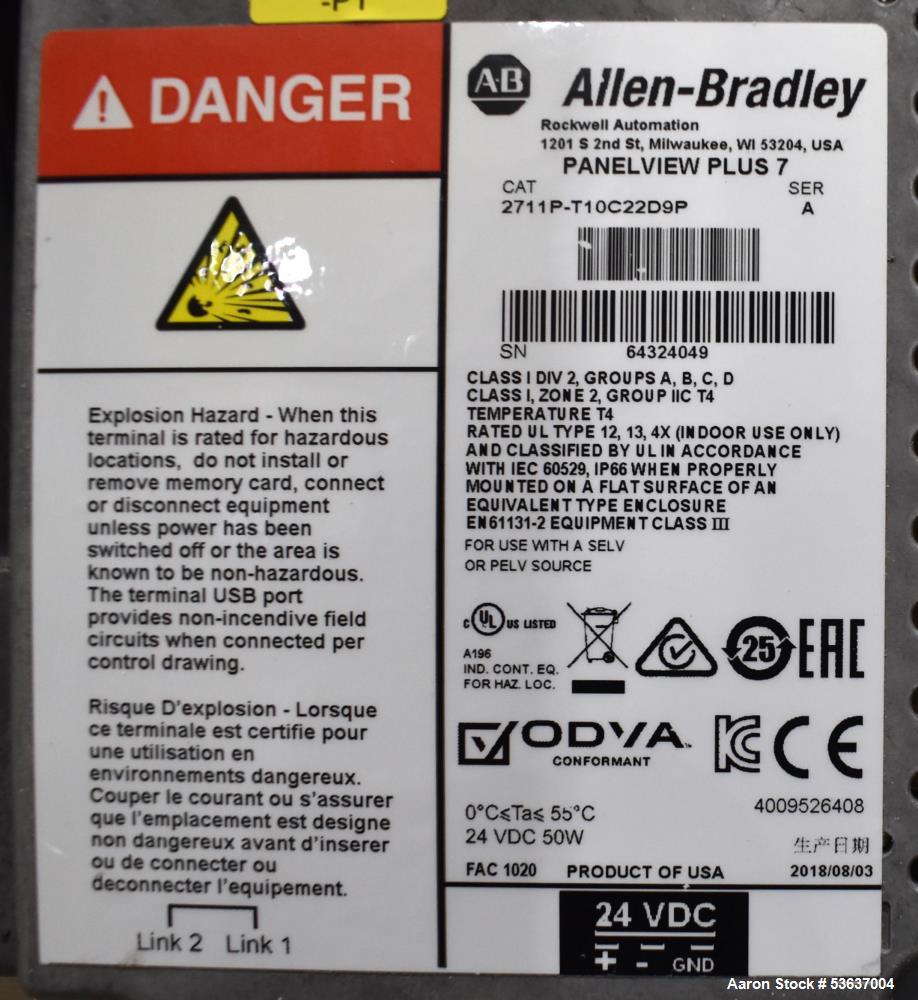 -P1
DANGER
A·B Allen-Bradley
Rockwell Automation
1201 S 2nd St, Milwaukee, WI 53204, USA
PANELVIEW PLUS 7
CAT SER
2711P-T10C22D9P A
SN 64324049
CLASS I DIV 2, GROUPS A, B, C, D
CLASS I, ZONE 2, GROUP IIC T4
TEMPERATURE T4
RATED UL TYPE 12, 13, 4X (INDOOR USE ONLY)
AND CLASSIFIED BY UL IN ACCORDANCE
WITH IEC 60529, IP66 WHEN PROPERLY
MOUNTED ON A FLAT SURFACE OF AN
EQUIVALENT TYPE ENCLOSURE
EN61131-2 EQUIPMENT CLASS III
FOR USE WITH A SELV
OR PELV SOURCE
Explosion Hazard - When this
terminal is rated for hazardous
locations, do not install or
remove memory card, connect
or disconnect equipment
unless power has been
switched off or the area is
known to be non-hazardous.
The terminal USB port
provides non-incendive field
circuits when connected per
control drawing.
Risque D'explosion - Lorsque
ce terminale est certifie pour
une utilisation en
environnements dangereux.
Couper le courant ou s'assurer
que l'emplacement est designe
non dangereux avant d'inserer
ou de connecter ou
deconnecter l'equipement.
Link 2 Link 1
c UL US LISTED
A196
IND. CONT. EQ.
FOR HAZ. LOC.
25 EAC
ODVA
CONFORMANT
KC CE
0°C≤Ta≤ 55°C
24 VDC 50W
4009526408
生产日期
FAC 1020 PRODUCT OF USA 2018/08/03
24 VDC
+ - GND
Aaron Stock # 53637004